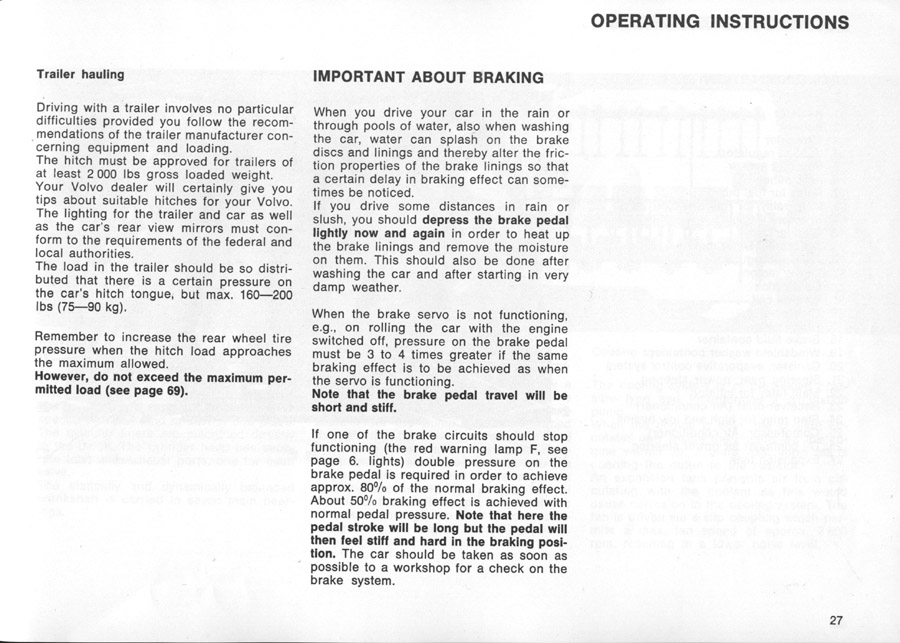 OPERATING INSTRUCTIONS
Trailer hauling
Driving with a trailer involves no particular
difficulties provided you follow the recom-
mendations of the trailer manufacturer con-
cerning equipment and loading.
The hitch must be approved for trailers of
at least 2 000 lbs gross loaded weight.
Your Volvo dealer will certainly give you
tips about suitable hitches for your Volvo.
The lighting for the trailer and car as well
as the car's rear view mirrors must con-
form to the requirements of the federal and
local authorities.
The load in the trailer should be so distri-
buted that there is a certain pressure on
the car's hitch tongue, but max. 160—200
lbs (75—90 kg).
Remember to increase the rear wheel tire
pressure when the hitch load approaches
the maximum allowed.
However, do not exceed the maximum per-
mitted load (see page 69).
IMPORTANT ABOUT BRAKING
When you drive your car in the rain or
through pools of water, also when washing
the car, water can splash on the brake
discs and linings and thereby alter the fric-
tion properties of the brake linings so that
a certain delay in braking effect can some-
times be noticed.
If you drive some distances in rain or
slush, you should depress the brake pedal
lightly now and again in order to heat up
the brake linings and remove the moisture
on them. This should also be done after
washing the car and after starting in very
damp weather.
When the brake servo is not functioning,
e.g., on rolling the car with the engine
switched off, pressure on the brake pedal
must be 3 to 4 times greater if the same
braking effect is to be achieved as when
the servo is functioning.
Note that the brake pedal travel will be
short and stiff.
If one of the brake circuits should stop
functioning (the red warning lamp F, see
page 6. lights) double pressure on the
brake pedal is required in order to achieve
approx. 80% of the normal braking effect.
About 50% braking effect is achieved with
normal pedal pressure. Note that here the
pedal stroke will be long but the pedal will
then feel stiff and hard in the braking posi-
tion. The car should be taken as soon as
possible to a workshop for a check on the
brake system.
27